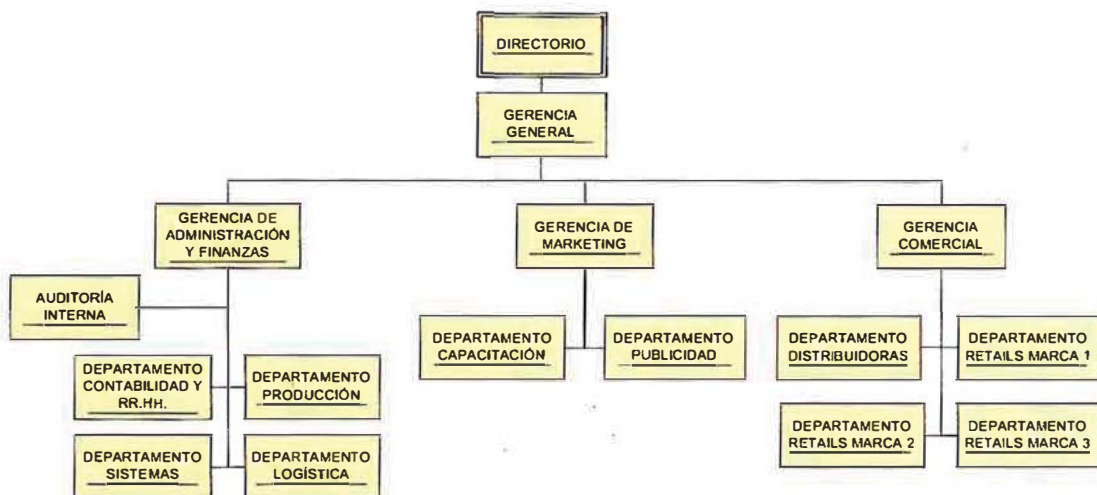 DIRECTORIO
GERENCIA
GENERAL
GERENCIA DE
ADMINISTRACIÓN
Y FINANZAS
GERENCIA DE
MARKETING
GERENCIA
COMERCIAL
AUDITORÍA
INTERNA
DEPARTAMENTO
CONTABILIDAD Y
RR.HH.
DEPARTAMENTO
PRODUCCIÓN
DEPARTAMENTO
SISTEMAS
DEPARTAMENTO
LOGÍSTICA
DEPARTAMENTO
CAPACITACIÓN
DEPARTAMENTO
PUBLICIDAD
DEPARTAMENTO
DISTRIBUIDORAS
DEPARTAMENTO
RETAILS MARCA 1
DEPARTAMENTO
RETAILS MARCA 2
DEPARTAMENTO
RETAILS MARCA 3